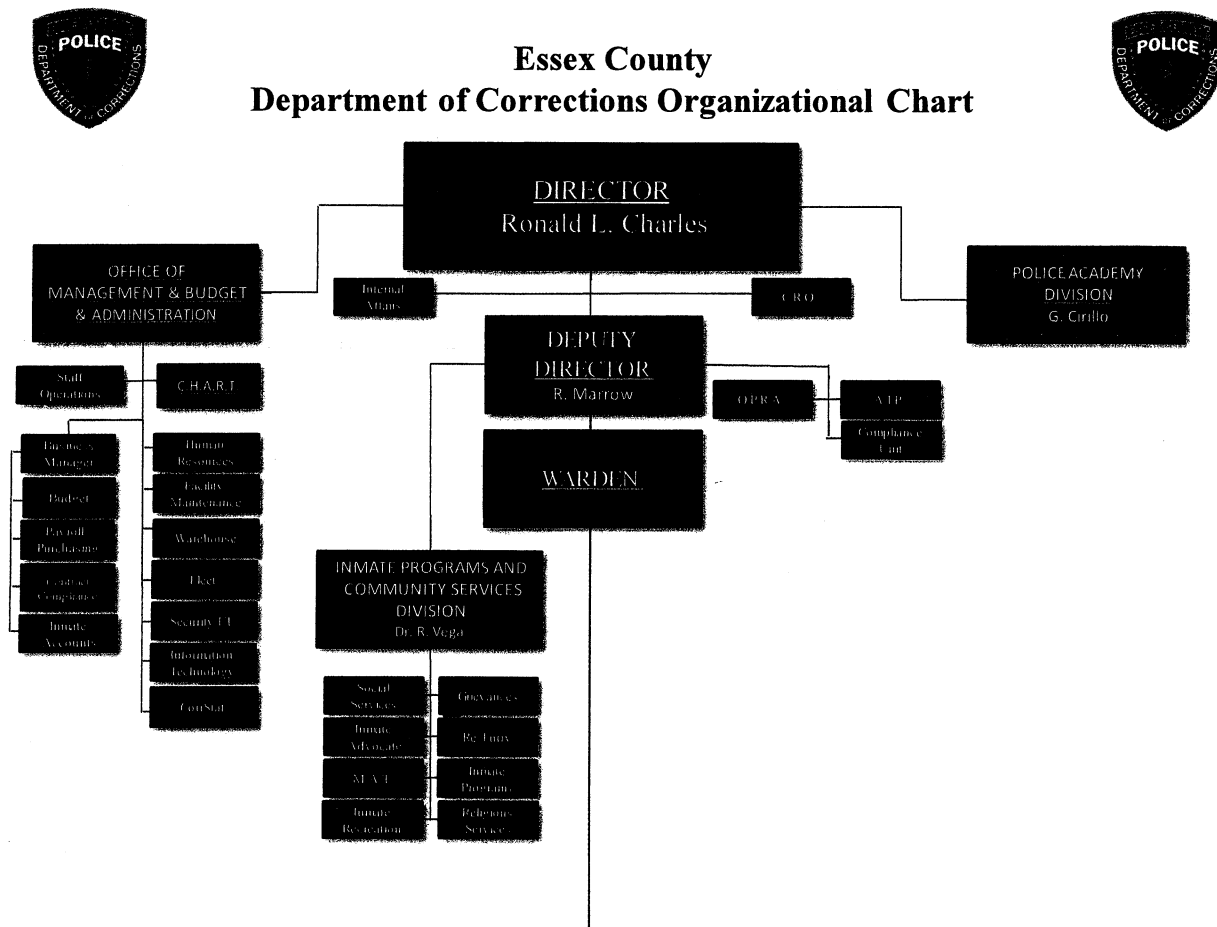 POLICE
DEPARTMENT OF CORRECTIONS
Essex County
Department of Corrections Organizational Chart
POLICE
DEPARTMENT OF CORRECTIONS
DIRECTOR
Ronald L. Charles
OFFICE OF
MANAGEMENT & BUDGET
& ADMINISTRATION
Internal
Affairs
POLICE ACADEMY
DIVISION
G. Cirillo
DEPUTY
DIRECTOR
R. Marrow
Staff
Operations
C.H.A.R.T
O P R A
Compliance
Unit
WARDEN
Business
Manager
Human
Resources
Budget
Facility
Maintenance
Payroll
Purchasing
Warehouse
Contract
Compliance
Fleet
Inmate
Accounts
Security
Information
Technology
CorrStat
INMATE PROGRAMS AND
COMMUNITY SERVICES
DIVISION
Dr. R. Vega
Social
Services
Grievances
Inmate
Advocate
Re-Entry
M.A.T.
Inmate
Programs
Inmate
Recreation
Religious
Services